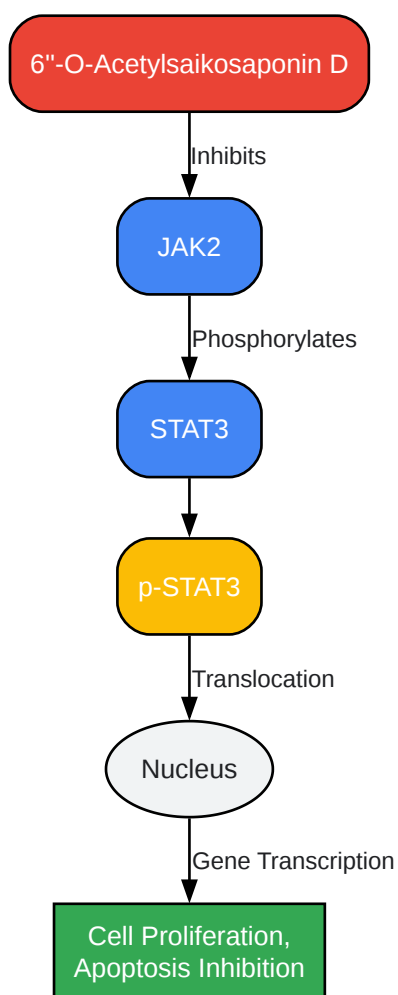 6"-O-Acetylsaikosaponin D
Inhibits
JAK2
Phosphorylates
STAT3
p-STAT3
Translocation
Nucleus
Gene Transcription
Cell Proliferation,
Apoptosis Inhibition